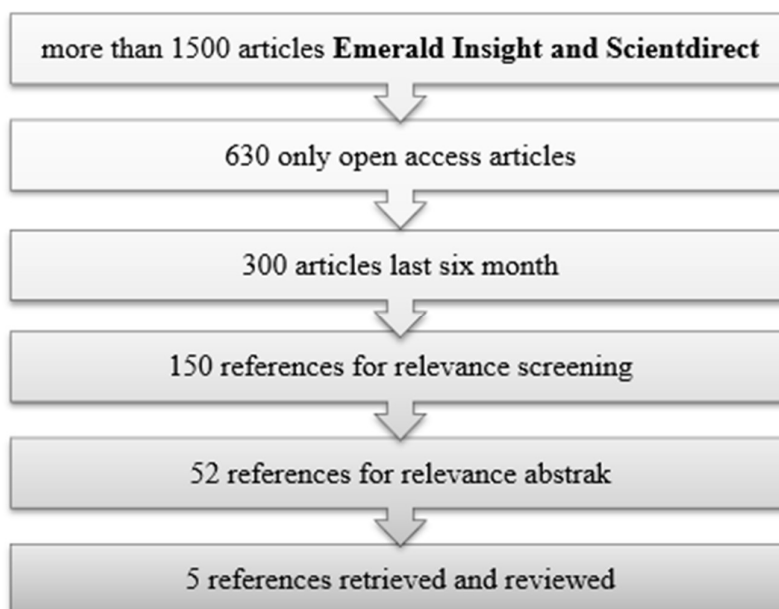 more than 1500 articles Emerald Insight and Scientdirect
630 only open access articles
300 articles last six month
150 references for relevance screening
52 references for relevance abstrak
5 references retrieved and reviewed